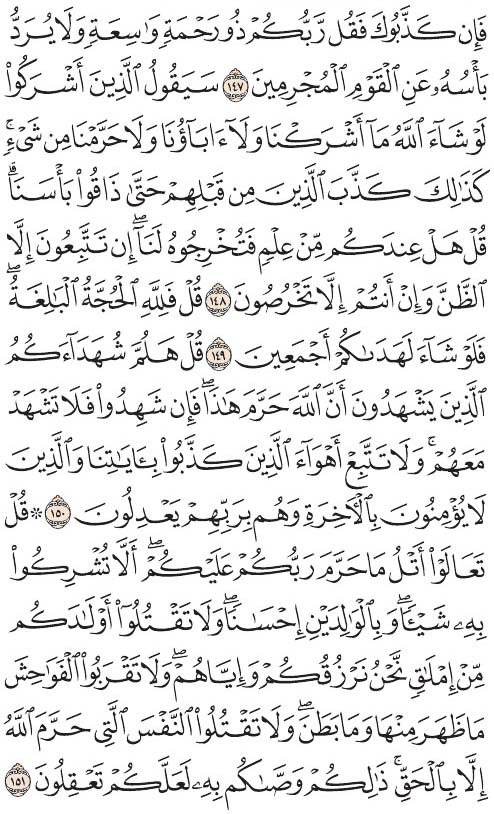 فَإِن كَذَّبُوكَ فَقُل رَّبُّكُمْ ذُو رَحْمَةٍ وَٰسِعَةٍ وَلَا يُرَدُّ
بَأْسُهُۥ عَنِ ٱلْقَوْمِ ٱلْمُجْرِمِينَ ١٤٧ سَيَقُولُ ٱلَّذِينَ أَشْرَكُوا۟
لَوْ شَآءَ ٱللَّهُ مَآ أَشْرَكْنَا وَلَآ ءَابَآؤُنَا وَلَا حَرَّمْنَا مِن شَىْءٍ ۚ
كَذَٰلِكَ كَذَّبَ ٱلَّذِينَ مِن قَبْلِهِمْ حَتَّىٰ ذَاقُوا۟ بَأْسَنَا ۗ
قُلْ هَلْ عِندَكُم مِّنْ عِلْمٍ فَتُخْرِجُوهُ لَنَآ ۖ إِن تَتَّبِعُونَ إِلَّا
ٱلظَّنَّ وَإِنْ أَنتُمْ إِلَّا تَخْرُصُونَ ١٤٨ قُلْ فَلِلَّهِ ٱلْحُجَّةُ ٱلْبَٰلِغَةُ ۖ
فَلَوْ شَآءَ لَهَدَىٰكُمْ أَجْمَعِينَ ١٤٩ قُلْ هَلُمَّ شُهَدَآءَكُمُ
ٱلَّذِينَ يَشْهَدُونَ أَنَّ ٱللَّهَ حَرَّمَ هَٰذَا ۖ فَإِن شَهِدُوا۟ فَلَا تَشْهَدْ
مَعَهُمْ ۚ وَلَا تَتَّبِعْ أَهْوَآءَ ٱلَّذِينَ كَذَّبُوا۟ بِـَٔايَٰتِنَا وَٱلَّذِينَ
لَا يُؤْمِنُونَ بِٱلْـَٔاخِرَةِ وَهُم بِرَبِّهِمْ يَعْدِلُونَ ١٥٠ ۞ قُلْ
تَعَالَوْا۟ أَتْلُ مَا حَرَّمَ رَبُّكُمْ عَلَيْكُمْ ۖ أَلَّا تُشْرِكُوا۟
بِهِۦ شَيْـًٔا ۖ وَبِٱلْوَٰلِدَيْنِ إِحْسَٰنًا ۖ وَلَا تَقْتُلُوٓا۟ أَوْلَٰدَكُم
مِّنْ إِمْلَٰقٍ ۖ نَّحْنُ نَرْزُقُكُمْ وَإِيَّاهُمْ ۖ وَلَا تَقْرَبُوا۟ ٱلْفَوَٰحِشَ
مَا ظَهَرَ مِنْهَا وَمَا بَطَنَ ۖ وَلَا تَقْتُلُوا۟ ٱلنَّفْسَ ٱلَّتِى حَرَّمَ ٱللَّهُ
إِلَّا بِٱلْحَقِّ ۚ ذَٰلِكُمْ وَصَّىٰكُم بِهِۦ لَعَلَّكُمْ تَعْقِلُونَ ١٥١